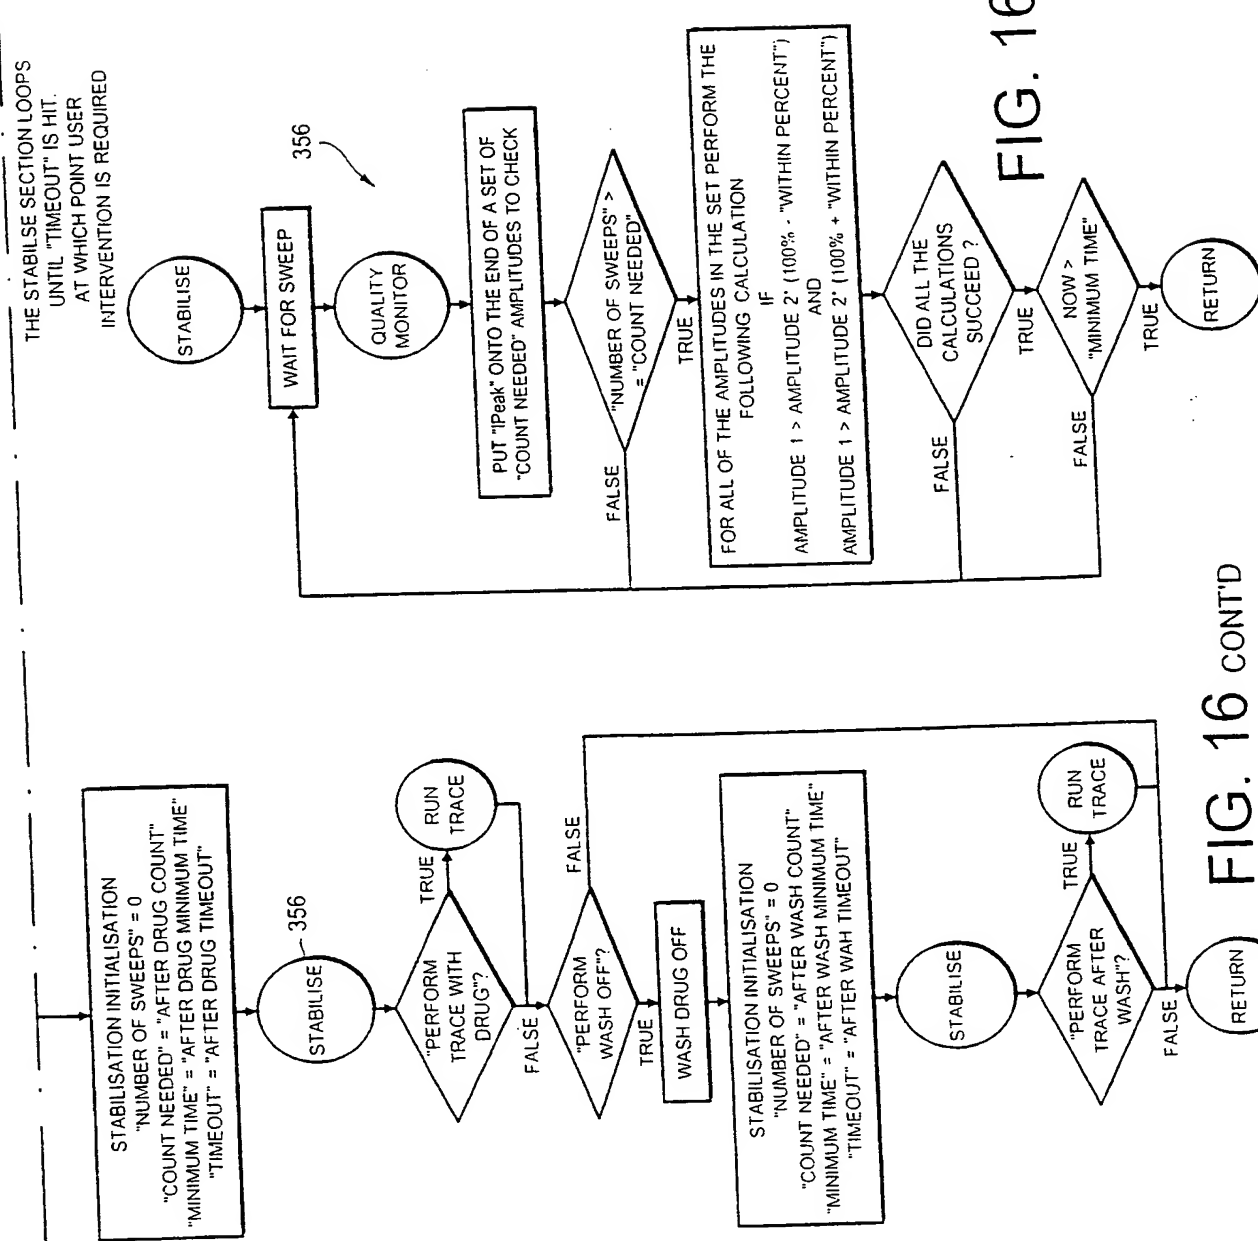 THE STABILSE SECTION LOOPS
UNTIL "TIMEOUT" IS HIT.
AT WHICH POINT USER
INTERVENTION IS REQUIRED
STABILISE
WAIT FOR SWEEP
356
QUALITY
MONITOR
PUT "IPeak" ONTO THE END OF A SET OF
"COUNT NEEDED" AMPLITUDES TO CHECK
"NUMBER OF SWEEPS" >
= "COUNT NEEDED"
FALSE
TRUE
FOR ALL OF THE AMPLITUDES IN THE SET PERFORM THE
FOLLOWING CALCULATION
IF
AMPLITUDE 1 > AMPLITUDE 2' (100% - "WITHIN PERCENT")
AND
AMPLITUDE 1 > AMPLITUDE 2' (100% + "WITHIN PERCENT")
DID ALL THE
CALCULATIONS
SUCCEED ?
FALSE
TRUE
NOW >
"MINIMUM TIME"
FALSE
TRUE
RETURN
FIG. 16
STABILISATION INITIALISATION
"NUMBER OF SWEEPS" = 0
"COUNT NEEDED" = "AFTER DRUG COUNT"
"MINIMUM TIME" = "AFTER DRUG MINIMUM TIME"
"TIMEOUT" = "AFTER DRUG TIMEOUT"
STABILISE
356
"PERFORM
TRACE WITH
DRUG"?
TRUE
RUN
TRACE
FALSE
"PERFORM
WASH OFF"?
FALSE
TRUE
WASH DRUG OFF
STABILISATION INITIALISATION
"NUMBER OF SWEEPS" = 0
"COUNT NEEDED" = "AFTER WASH COUNT"
"MINIMUM TIME" = "AFTER WASH MINIMUM TIME"
"TIMEOUT" = "AFTER WAH TIMEOUT"
STABILISE
"PERFORM
TRACE AFTER
WASH"?
TRUE
RUN
TRACE
FALSE
RETURN
FIG. 16 CONT'D